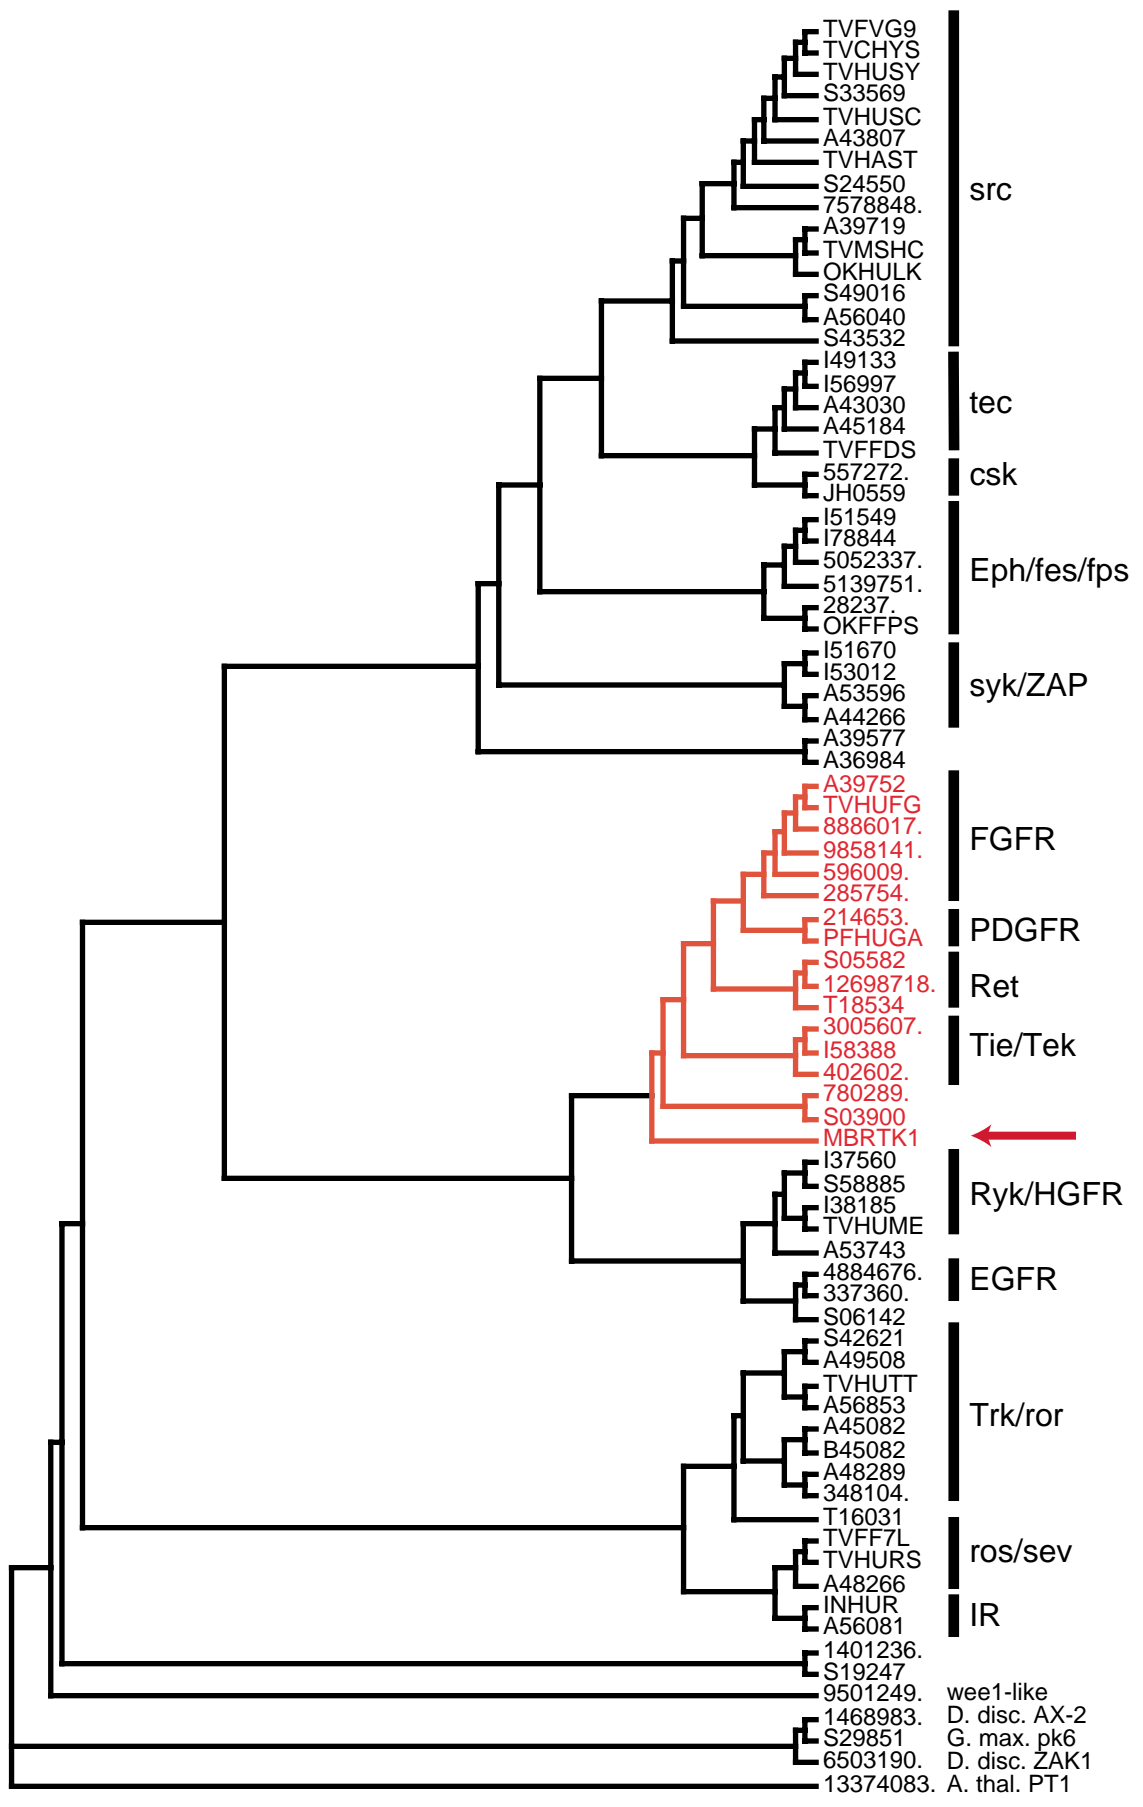 TVFVG9
TVCHYS
TVHUSY
S33569
TVHUSC
A43807
TVHAST
S24550
7578848.
A39719
TVMSHC
OKHULK
S49016
A56040
S43532
src
I49133
I56997
A43030
A45184
TVFFDS
tec
557272.
JH0559
csk
I51549
I78844
5052337.
5139751.
28237.
OKFFPS
Eph/fes/fps
I51670
I53012
A53596
A44266
syk/ZAP
A39577
A36984
A39752
TVHUFG
8886017.
9858141.
596009.
285754.
FGFR
214653.
PFHUGA
PDGFR
S05582
12698718.
T18534
Ret
3005607.
I58388
402602.
Tie/Tek
780289.
S03900
MBRTK1
I37560
S58885
I38185
TVHUME
Ryk/HGFR
A53743
4884676.
337360.
EGFR
S06142
S42621
A49508
TVHUTT
A56853
A45082
B45082
A48289
348104.
Trk/ror
T16031
TVFF7L
TVHURS
A48266
ros/sev
INHUR
A56081
IR
1401236.
S19247
9501249. wee1-like
1468983. D. disc. AX-2
S29851 G. max. pk6
6503190. D. disc. ZAK1
13374083. A. thal. PT1